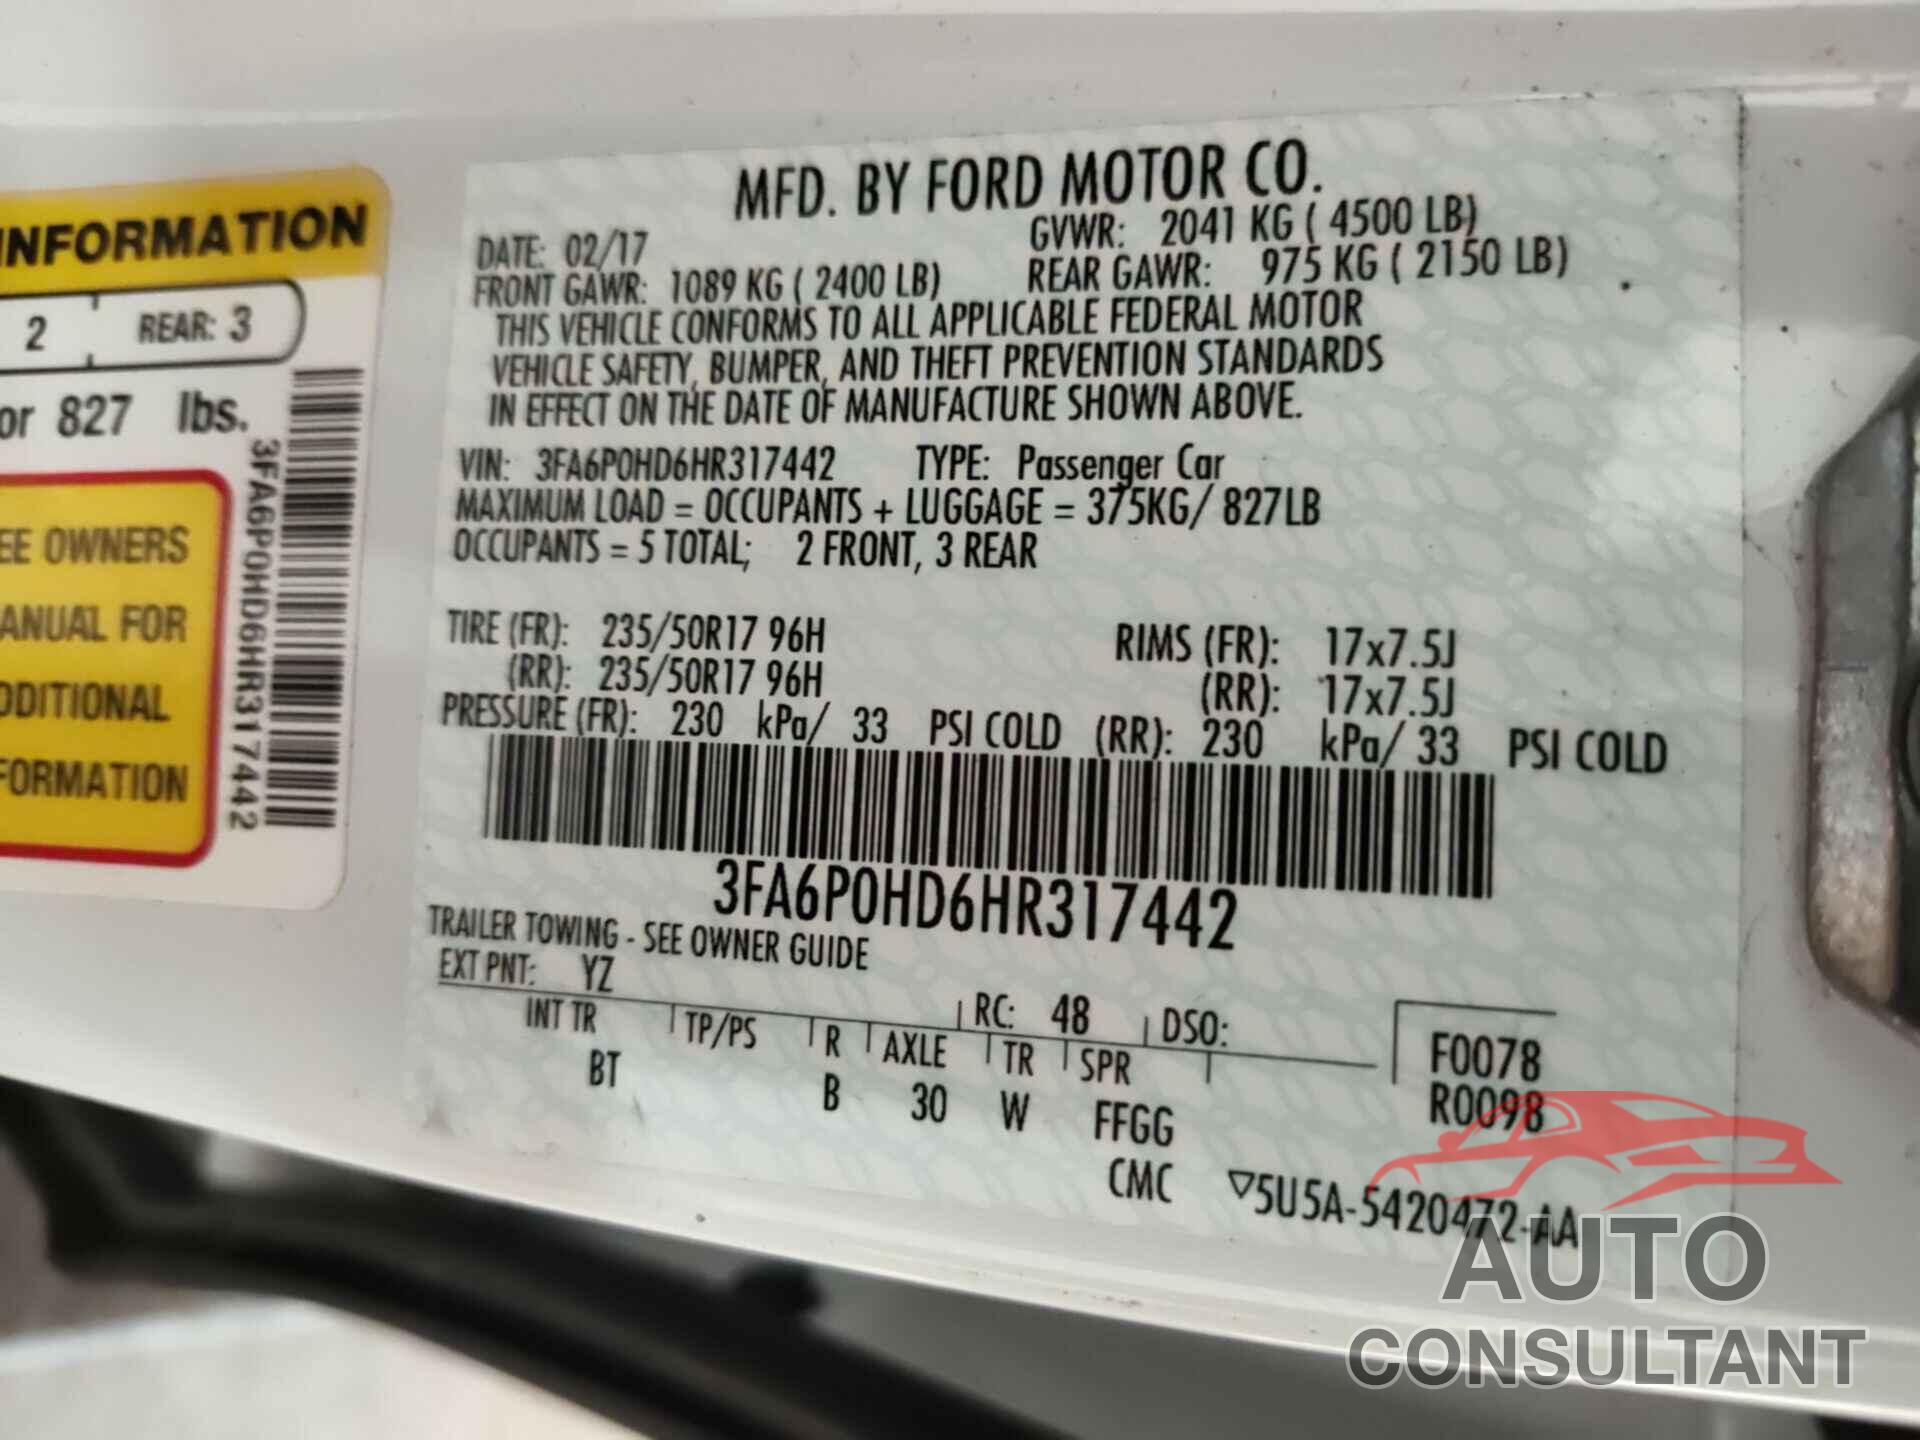 INFORMATION
2 REAR: 3
or 827 lbs.
EE OWNERS
ANUAL FOR
DDITIONAL
FORMATION
3FA6P0HD6HR317442
MFD. BY FORD MOTOR CO.
DATE: 02/17 GVWR: 2041 KG ( 4500 LB)
FRONT GAWR: 1089 KG ( 2400 LB) REAR GAWR: 975 KG ( 2150 LB)
THIS VEHICLE CONFORMS TO ALL APPLICABLE FEDERAL MOTOR
VEHICLE SAFETY, BUMPER, AND THEFT PREVENTION STANDARDS
IN EFFECT ON THE DATE OF MANUFACTURE SHOWN ABOVE.
VIN: 3FA6P0HD6HR317442 TYPE: Passenger Car
MAXIMUM LOAD = OCCUPANTS + LUGGAGE = 375KG/ 827LB
OCCUPANTS = 5 TOTAL; 2 FRONT, 3 REAR
TIRE (FR): 235/50R17 96H RIMS (FR): 17x7.5J
(RR): 235/50R17 96H (RR): 17x7.5J
PRESSURE (FR): 230 kPa/ 33 PSI COLD (RR): 230 kPa/ 33 PSI COLD
3FA6P0HD6HR317442
TRAILER TOWING - SEE OWNER GUIDE
EXT PNT: YZ RC: 48 DSO:
INT TR TP/PS R AXLE TR SPR F0078
BT B 30 W FFGG R0098
CMC ▽5U5A-5420472-AA
AUTO
CONSULTANT